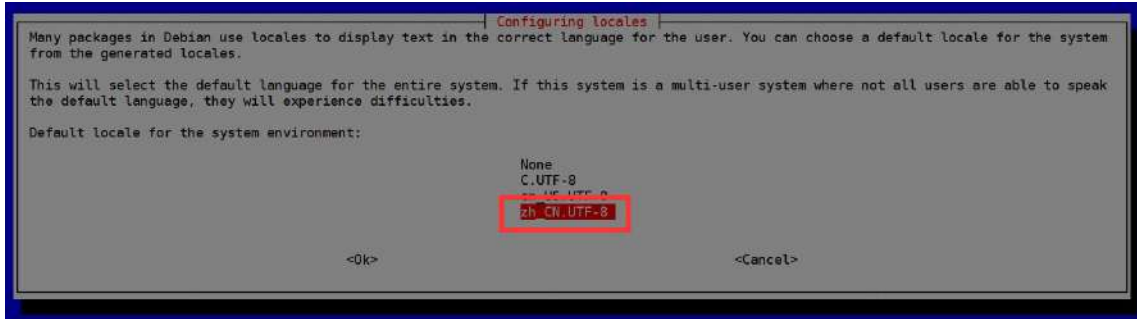 Configuring locales
Many packages in Debian use locales to display text in the correct language for the user. You can choose a default locale for the system
from the generated locales.
This will select the default language for the entire system. If this system is a multi-user system where not all users are able to speak
the default language, they will experience difficulties.
Default locale for the system environment:
None
C.UTF-8
en_US.UTF-8
zh_CN.UTF-8
<Ok> <Cancel>